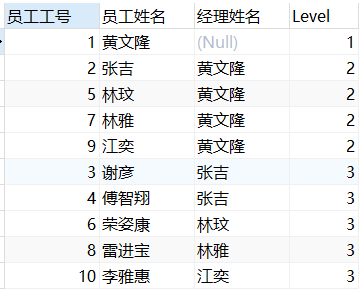 员工工号 员工姓名 经理姓名 Level
1 黄文隆 (Null) 1
2 张吉 黄文隆 2
5 林玟 黄文隆 2
7 林雅 黄文隆 2
9 江奕 黄文隆 2
3 谢彦 张吉 3
4 傅智翔 张吉 3
6 荣姿康 林玟 3
8 雷进宝 林雅 3
10 李雅惠 江奕 3